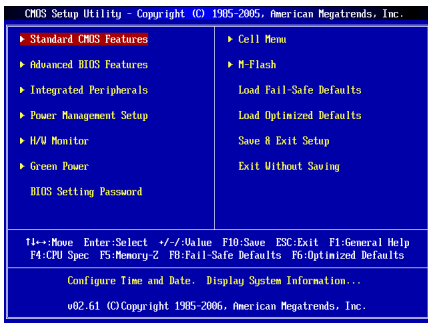 CMOS Setup Utility - Copyright (C) 1985-2005, American Megatrends, Inc.
▶ Standard CMOS Features
▶ Advanced BIOS Features
▶ Integrated Peripherals
▶ Power Management Setup
▶ H/W Monitor
▶ Green Power
BIOS Setting Password
▶ Cell Menu
▶ M-Flash
Load Fail-Safe Defaults
Load Optimized Defaults
Save & Exit Setup
Exit Without Saving
↑↓←→:Move Enter:Select +/-/:Value F10:Save ESC:Exit F1:General Help
F4:CPU Spec F5:Memory-Z F8:Fail-Safe Defaults F6:Optimized Defaults
Configure Time and Date. Display System Information...
v02.61 (C)Copyright 1985-2006, American Megatrends, Inc.